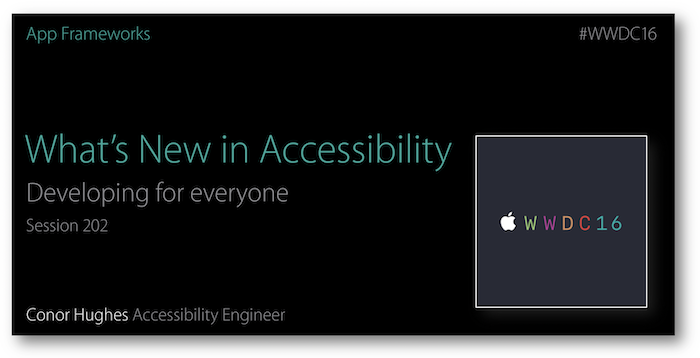 App Frameworks
#WWDC16
What's New in Accessibility
Developing for everyone
Session 202
WWDC16
Conor Hughes Accessibility Engineer